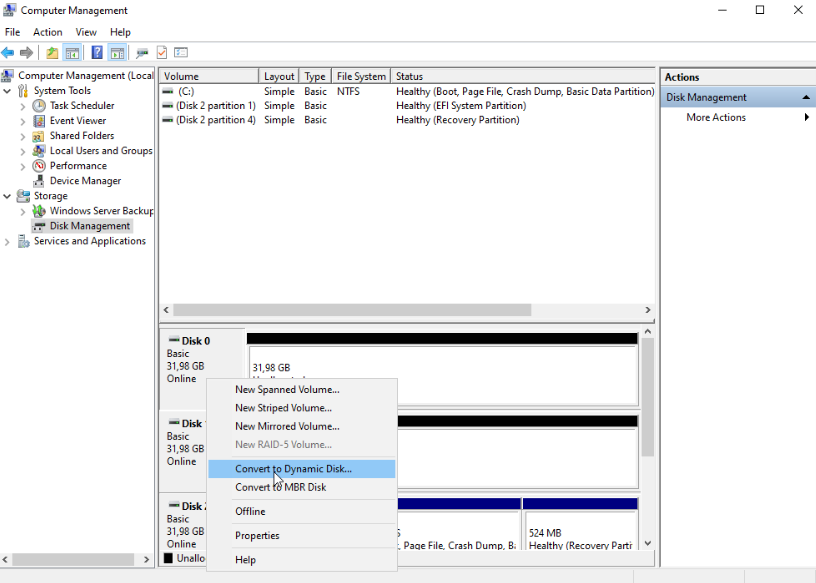 Computer Management
File Action View Help
Computer Management (Local
System Tools
Task Scheduler
Event Viewer
Shared Folders
Local Users and Groups
Performance
Device Manager
Storage
Windows Server Backup
Disk Management
Services and Applications
Volume Layout Type File System Status
(C:) Simple Basic NTFS Healthy (Boot, Page File, Crash Dump, Basic Data Partition)
(Disk 2 partition 1) Simple Basic Healthy (EFI System Partition)
(Disk 2 partition 4) Simple Basic Healthy (Recovery Partition)
Actions
Disk Management
More Actions
Disk 0
Basic
31,98 GB
Online
31,98 GB
Disk
Basic
31,98 GB
Online
Disk 2
Basic
31,98 GB
Online
, Page File, Crash Dump, Ba
524 MB
Healthy (Recovery Parti
Unallo
New Spanned Volume...
New Striped Volume...
New Mirrored Volume...
New RAID-5 Volume...
Convert to Dynamic Disk...
Convert to MBR Disk
Offline
Properties
Help